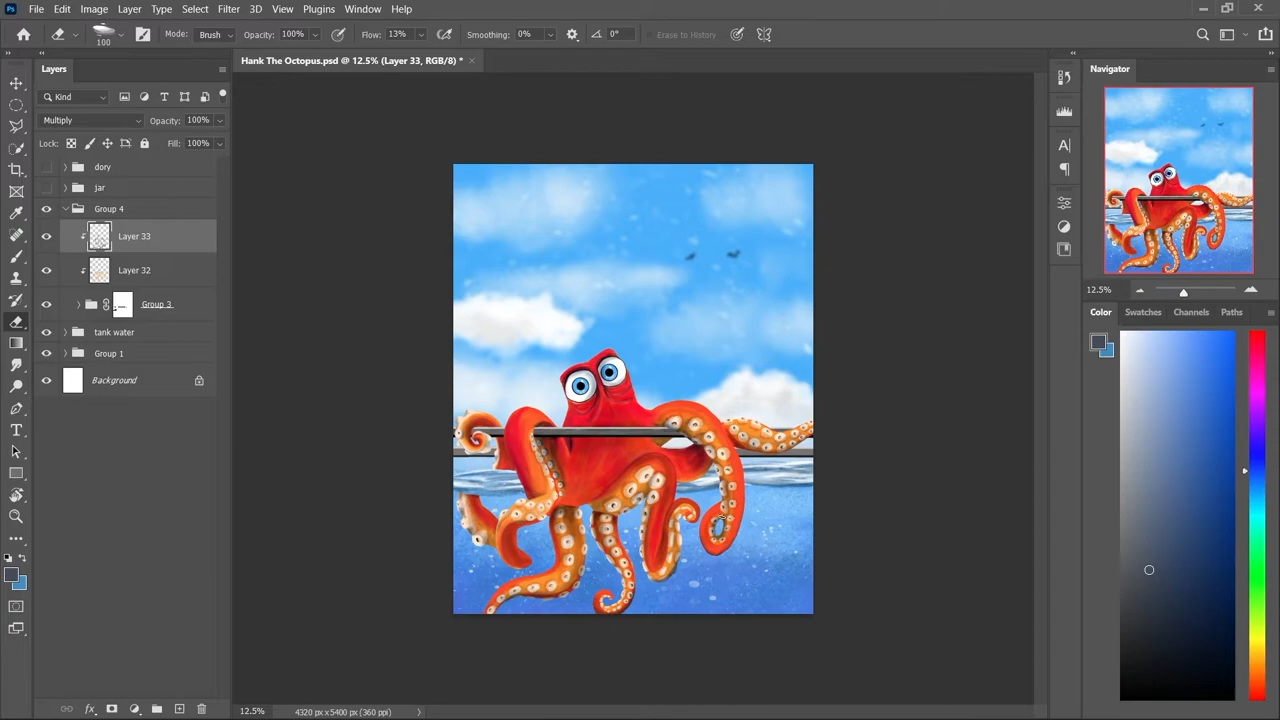 Ps File Edit Image Layer Type Select Filter 3D View Plugins Window Help
100 Mode: Brush Opacity: 100% Flow: 13% Smoothing: 0% 0° Erase to History
Hank The Octopus.psd @ 12.5% (Layer 33, RGB/8) *
Layers
Kind
Multiply Opacity: 100%
Lock: Fill: 100%
dory
jar
Group 4
Layer 33
Layer 32
Group 3
tank water
Group 1
Background
fx
12.5% 4320 px x 5400 px (360 ppi)
Navigator
12.5%
Color Swatches Channels Paths